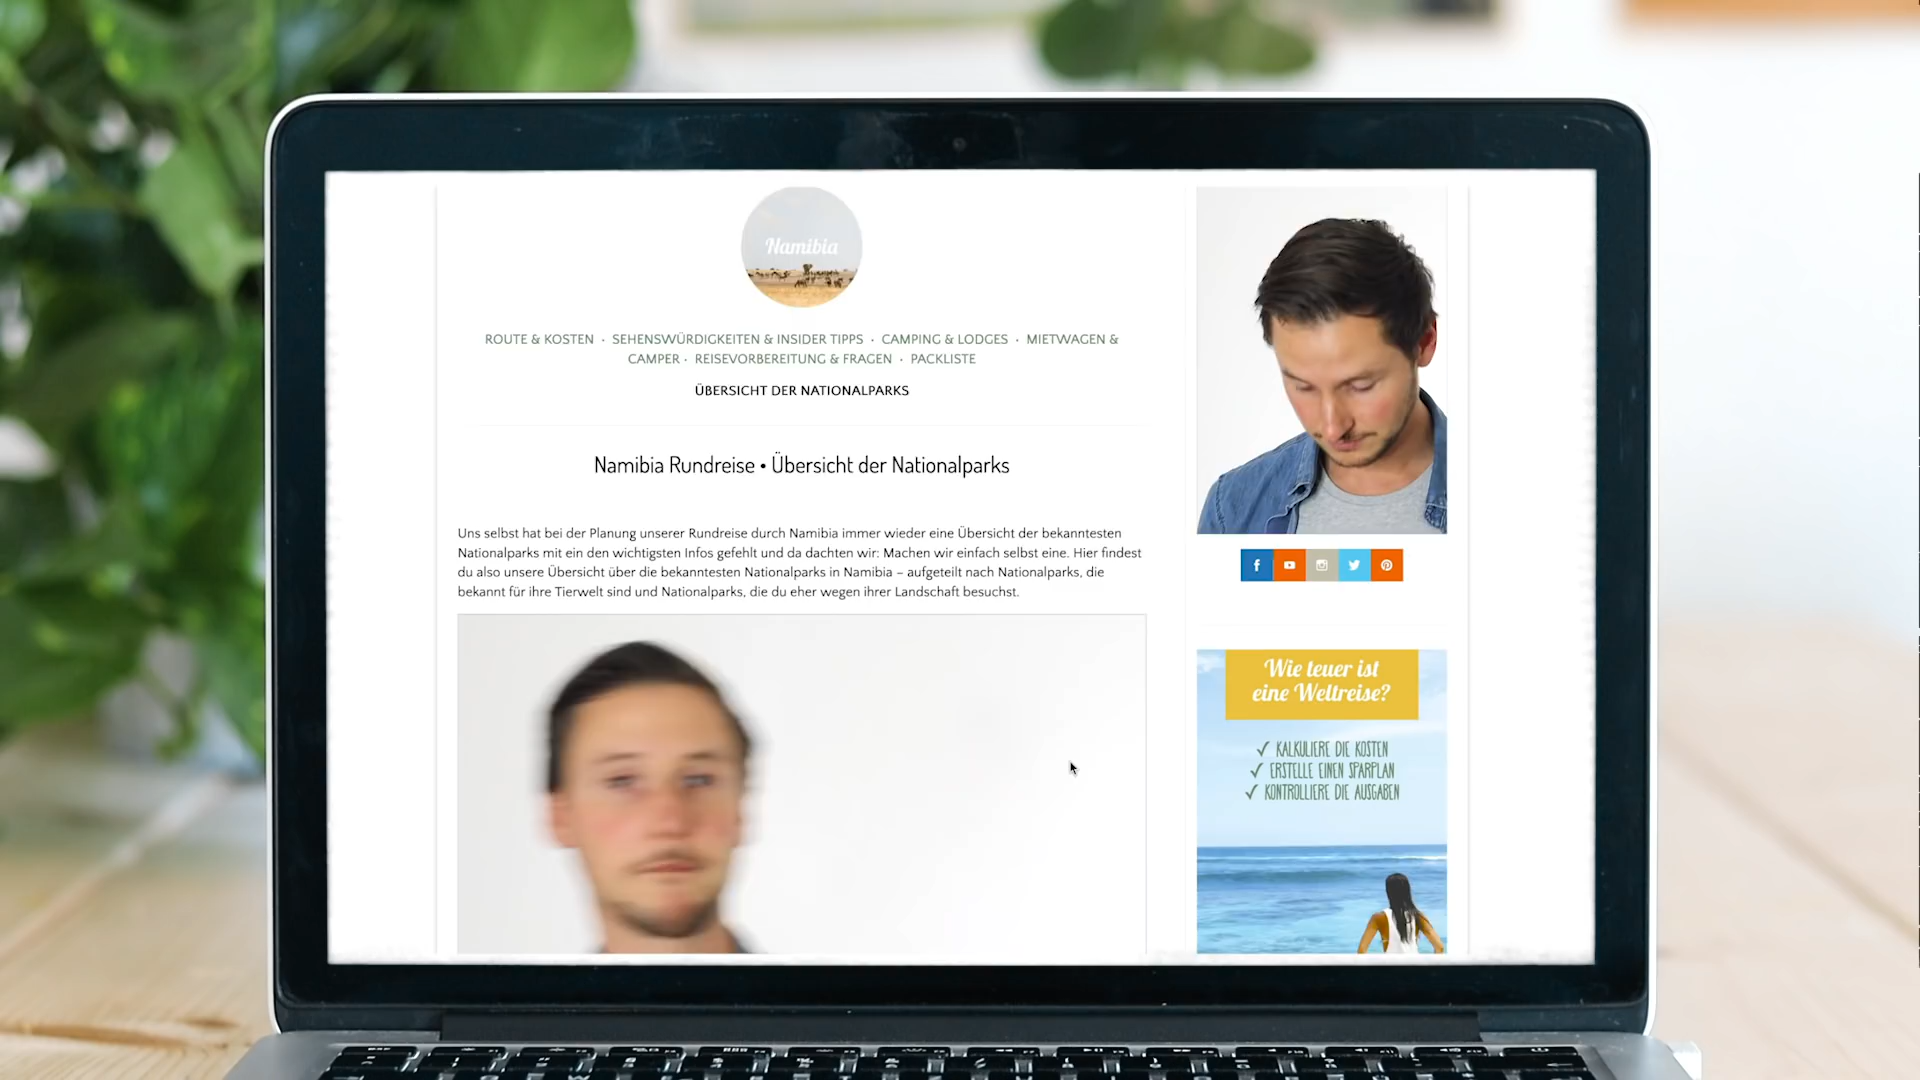 Namibia
ROUTE & KOSTEN · SEHENSWÜRDIGKEITEN & INSIDER TIPPS · CAMPING & LODGES · MIETWAGEN &
CAMPER · REISEVORBEREITUNG & FRAGEN · PACKLISTE
ÜBERSICHT DER NATIONALPARKS
Namibia Rundreise • Übersicht der Nationalparks
Uns selbst hat bei der Planung unserer Rundreise durch Namibia immer wieder eine Übersicht der bekanntesten
Nationalparks mit ein den wichtigsten Infos gefehlt und da dachten wir: Machen wir einfach selbst eine. Hier findest
du also unsere Übersicht über die bekanntesten Nationalparks in Namibia – aufgeteilt nach Nationalparks, die
bekannt für ihre Tierwelt sind und Nationalparks, die du eher wegen ihrer Landschaft besuchst.
Wie teuer ist
eine Weltreise?
✓ KALKULIERE DIE KOSTEN
✓ ERSTELLE EINEN SPARPLAN
✓ KONTROLLIERE DIE AUSGABEN